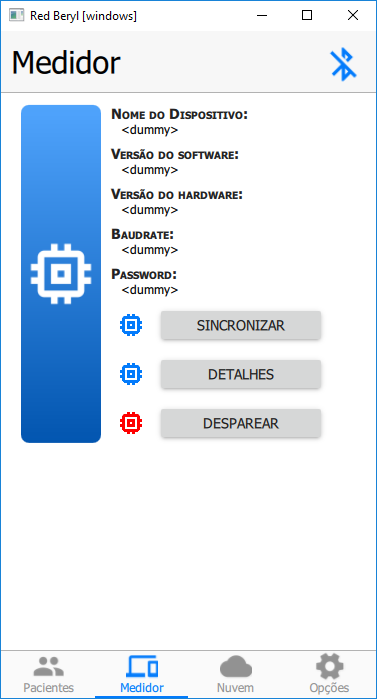 Red Beryl [windows]
Medidor
Nome do Dispositivo:
<dummy>
Versão do software:
<dummy>
Versão do hardware:
<dummy>
Baudrate:
<dummy>
Password:
<dummy>
SINCRONIZAR
DETALHES
DESPAREAR
Pacientes Medidor Nuvem Opções